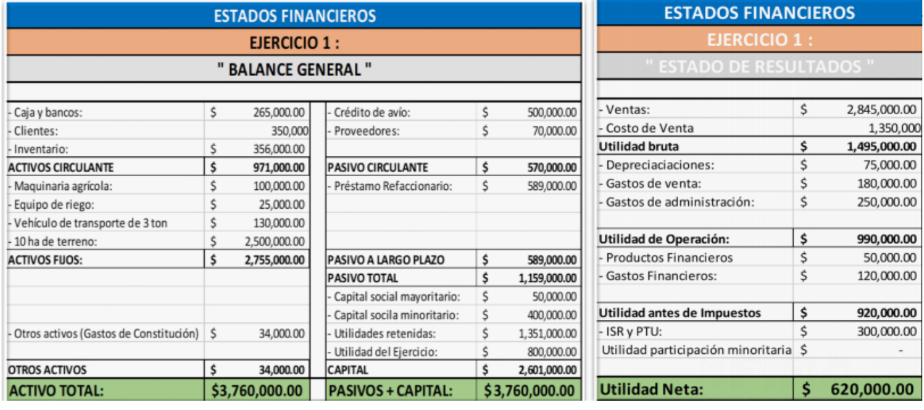 ESTADOS FINANCIEROS
EJERCICIO 1 :
" BALANCE GENERAL "
- Caja y bancos: $ 265,000.00 - Crédito de avío: $ 500,000.00
- Clientes: 350,000 - Proveedores: $ 70,000.00
- Inventario: $ 356,000.00
ACTIVOS CIRCULANTE $ 971,000.00 PASIVO CIRCULANTE $ 570,000.00
- Maquinaria agrícola: $ 100,000.00 - Préstamo Refaccionario: $ 589,000.00
- Equipo de riego: $ 25,000.00
- Vehículo de transporte de 3 ton $ 130,000.00
- 10 ha de terreno: $ 2,500,000.00
ACTIVOS FIJOS: $ 2,755,000.00 PASIVO A LARGO PLAZO $ 589,000.00
PASIVO TOTAL $ 1,159,000.00
- Capital social mayoritario: $ 50,000.00
- Capital socila minoritario: $ 400,000.00
- Otros activos (Gastos de Constitución) $ 34,000.00 - Utilidades retenidas: $ 1,351,000.00
- Utilidad del Ejercicio: $ 800,000.00
OTROS ACTIVOS $ 34,000.00 CAPITAL $ 2,601,000.00
ACTIVO TOTAL: $3,760,000.00 PASIVOS + CAPITAL: $3,760,000.00
ESTADOS FINANCIEROS
EJERCICIO 1 :
" ESTADO DE RESULTADOS "
- Ventas: $ 2,845,000.00
- Costo de Venta 1,350,000
Utilidad bruta $ 1,495,000.00
- Depreciaciaciones: $ 75,000.00
- Gastos de venta: $ 180,000.00
- Gastos de administración: $ 250,000.00
Utilidad de Operación: $ 990,000.00
- Productos Financieros $ 50,000.00
- Gastos Financieros: $ 120,000.00
Utilidad antes de Impuestos $ 920,000.00
- ISR y PTU: $ 300,000.00
Utilidad participación minoritaria $ -
Utilidad Neta: $ 620,000.00